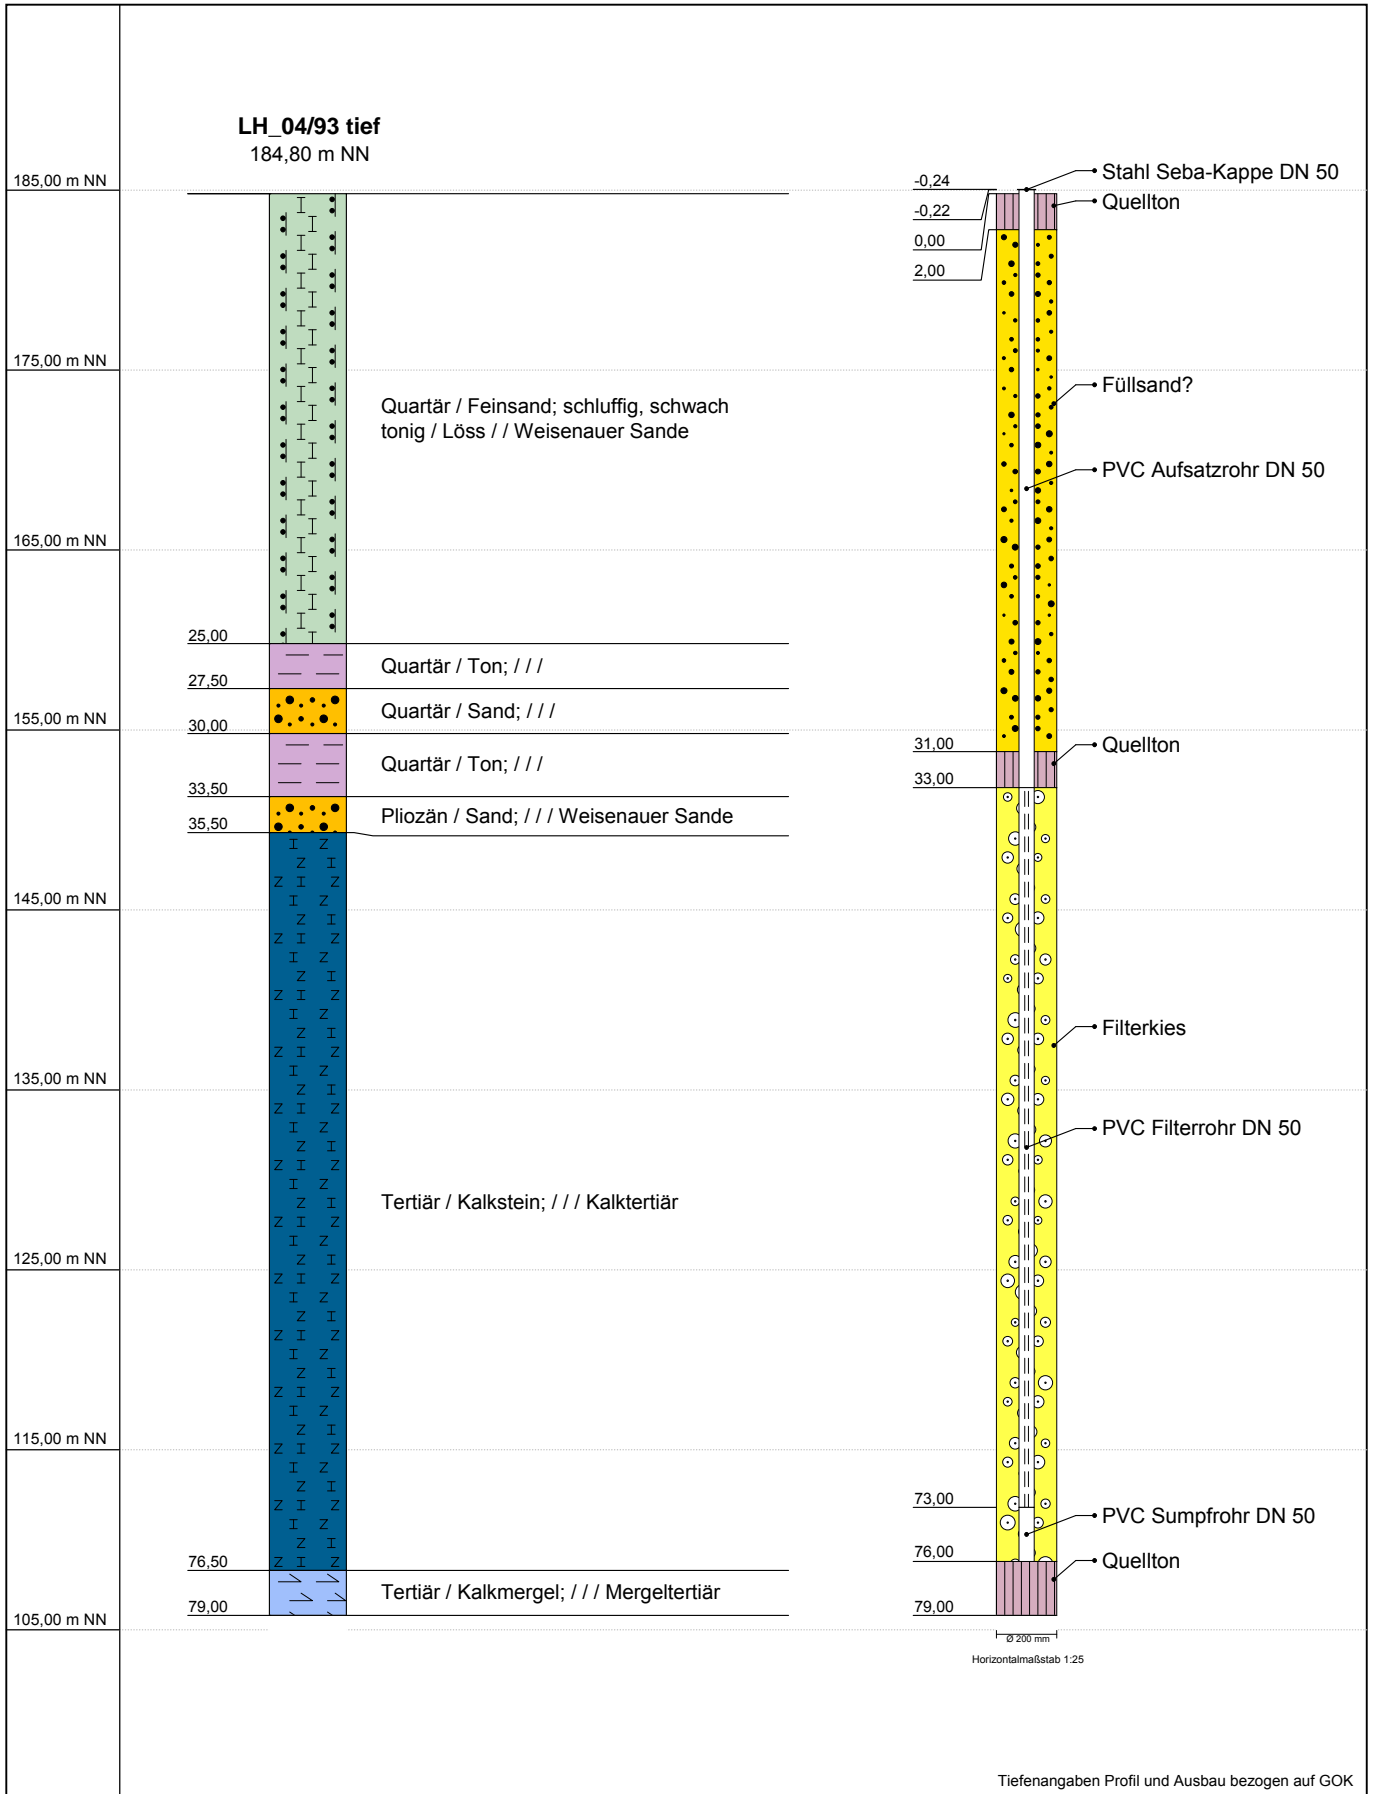 LH_04/93 tief
184,80 m NN
185,00 m NN
175,00 m NN
165,00 m NN
155,00 m NN
145,00 m NN
135,00 m NN
125,00 m NN
115,00 m NN
105,00 m NN
25,00
27,50
30,00
33,50
35,50
76,50
79,00
Quartär / Feinsand; schluffig, schwach
tonig / Löss / / Weisenauer Sande
Quartär / Ton; / / /
Quartär / Sand; / / /
Quartär / Ton; / / /
Pliozän / Sand; / / / Weisenauer Sande
Tertiär / Kalkstein; / / / Kalktertiär
Tertiär / Kalkmergel; / / / Mergeltertiär
-0,24
-0,22
0,00
2,00
31,00
33,00
73,00
76,00
79,00
Stahl Seba-Kappe DN 50
Quellton
Füllsand?
PVC Aufsatzrohr DN 50
Quellton
Filterkies
PVC Filterrohr DN 50
PVC Sumpfrohr DN 50
Quellton
Ø 200 mm
Horizontalmaßstab 1:25
Tiefenangaben Profil und Ausbau bezogen auf GOK